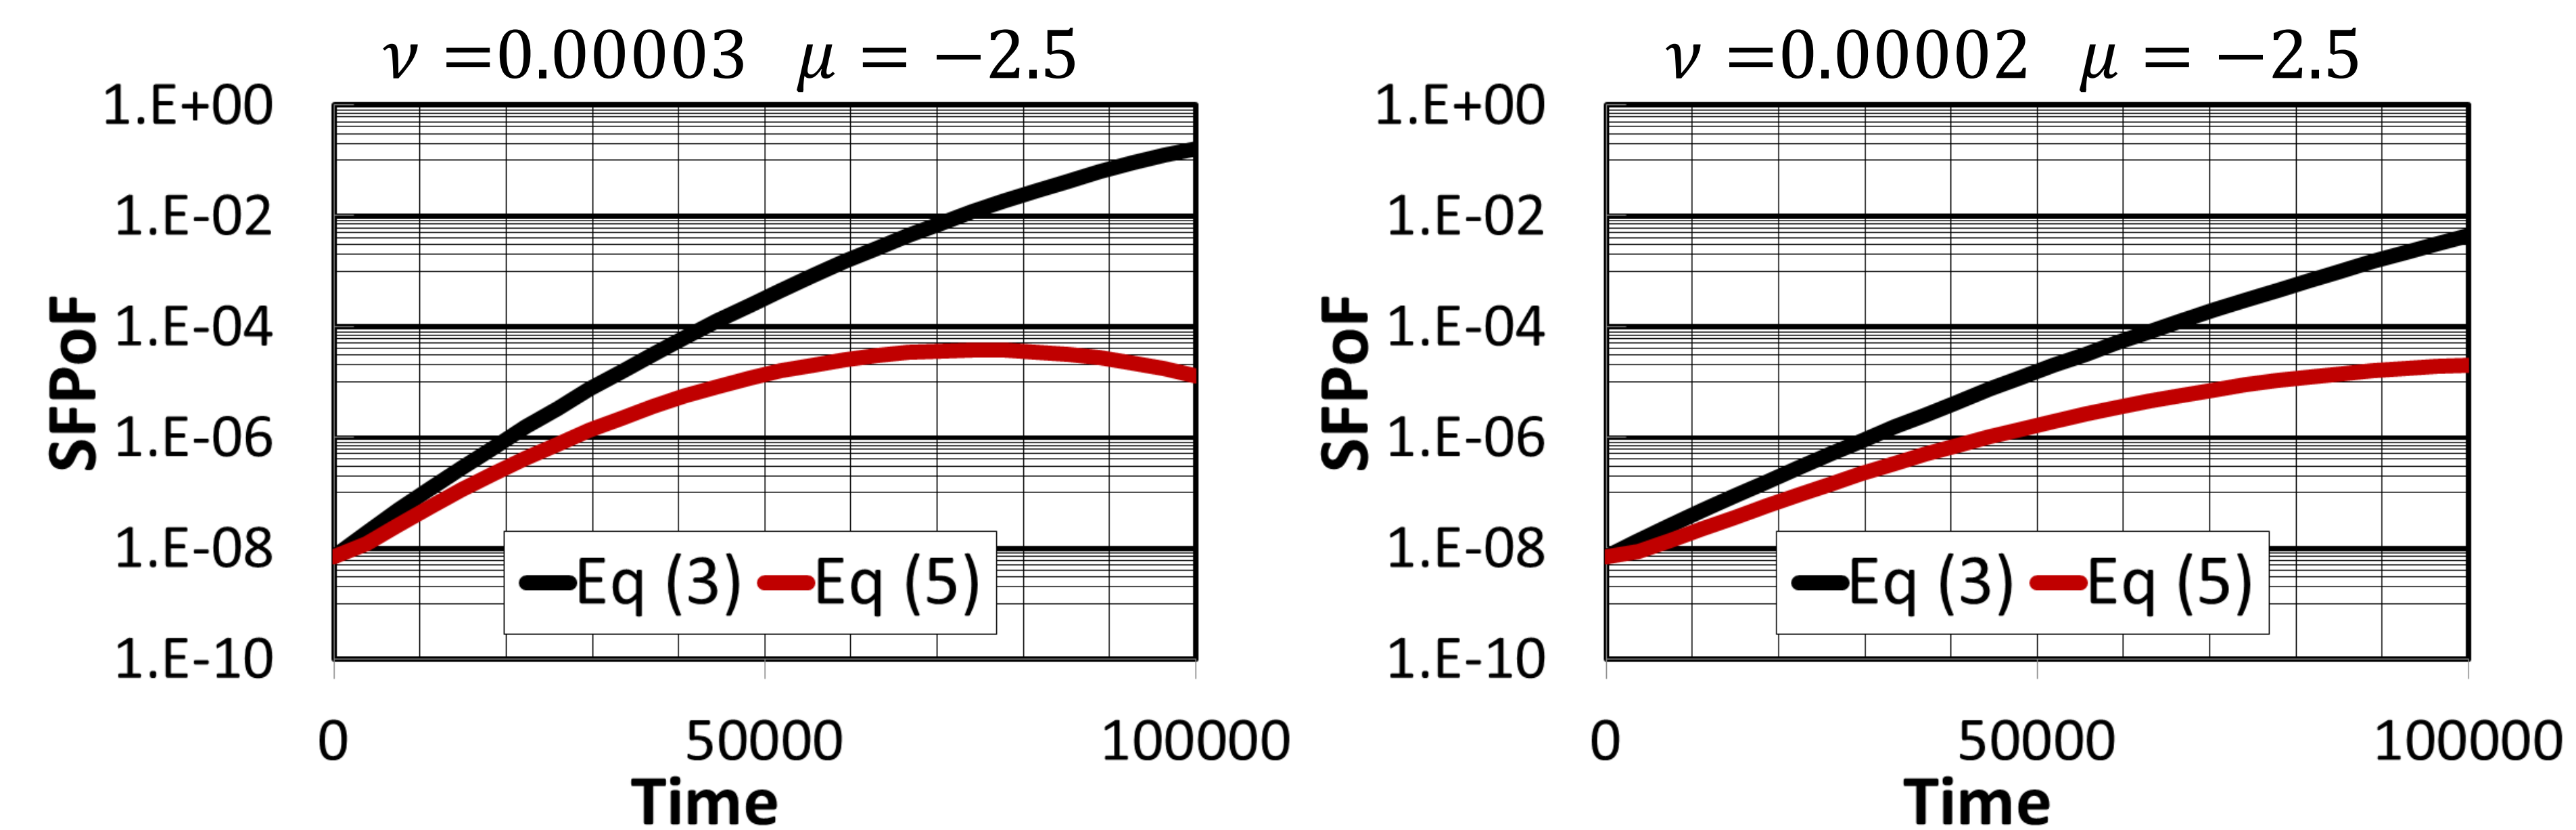 ν =0.00003 μ = −2.5
1.E+00
1.E-02
1.E-04
1.E-06
1.E-08
1.E-10
SFPoF
Eq (3) Eq (5)
0 50000 100000
Time
ν =0.00002 μ = −2.5
1.E+00
1.E-02
1.E-04
1.E-06
1.E-08
1.E-10
SFPoF
Eq (3) Eq (5)
0 50000 100000
Time